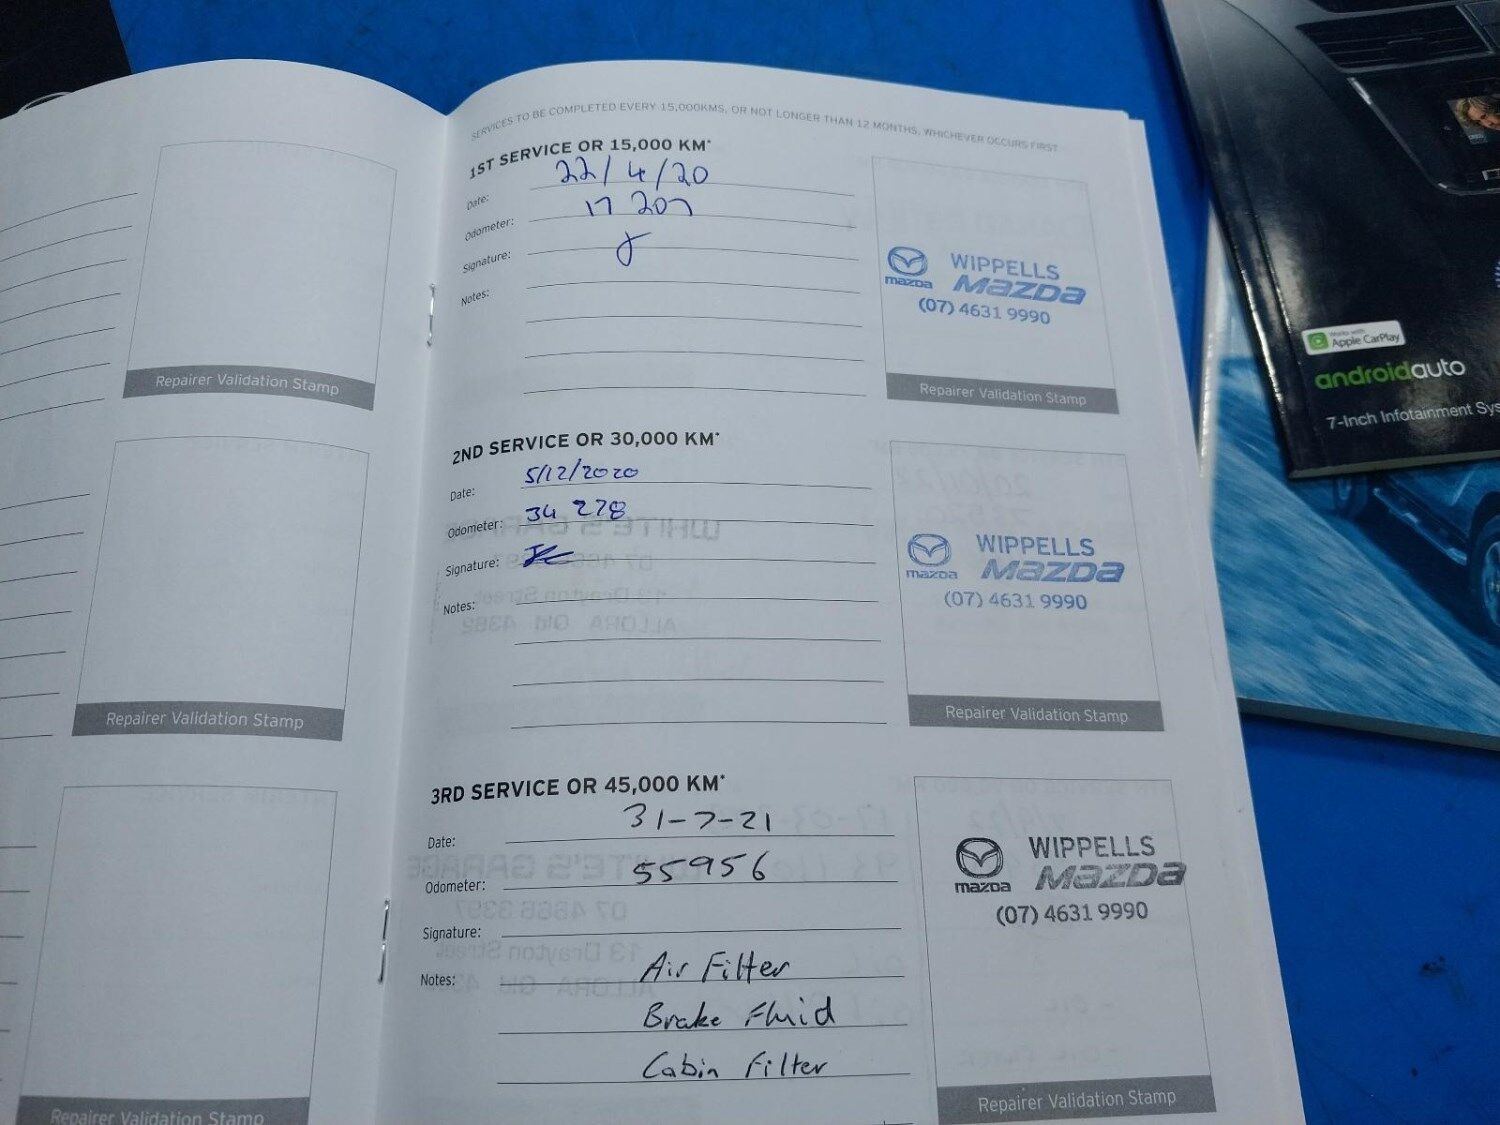 SERVICES TO BE COMPLETED EVERY 15,000KMS, OR NOT LONGER THAN 12 MONTHS, WHICHEVER OCCURS FIRST
1ST SERVICE OR 15,000 KM*
Date: 22/4/20
Odometer: 17 207
Signature:
Notes:
WIPPELLS
mazda mazda
(07) 4631 9990
Repairer Validation Stamp
2ND SERVICE OR 30,000 KM*
Date: 5/12/2020
Odometer: 34 278
Signature:
Notes:
WIPPELLS
mazda mazda
(07) 4631 9990
Repairer Validation Stamp
3RD SERVICE OR 45,000 KM*
Date: 31-7-21
Odometer: 55956
Signature:
Notes: Air Filter
Brake Fluid
Cabin Filter
WIPPELLS
mazda mazda
(07) 4631 9990
Repairer Validation Stamp
Repairer Validation Stamp
Repairer Validation Stamp
Repairer Validation Stamp
Works with
Apple CarPlay
androidauto
7-Inch Infotainment Sys